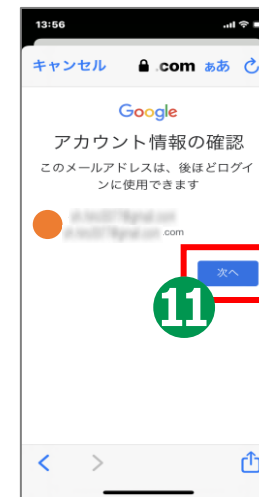 13:56
キャンセル .com ああ
Google
アカウント情報の確認
このメールアドレスは、後ほどログイ
ンに使用できます
.com
次へ
11